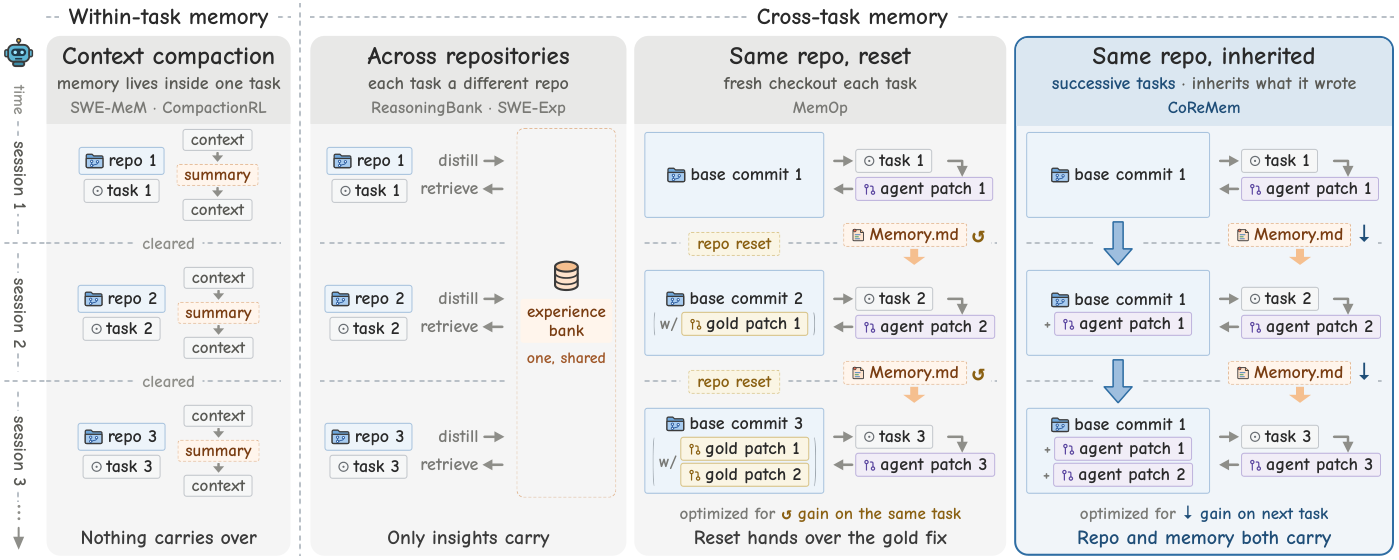 Within-task memory
Cross-task memory
time
session 1
session 2
session 3
Context compaction
memory lives inside one task
SWE-MeM · CompactionRL
repo 1
task 1
context
summary
context
cleared
repo 2
task 2
context
summary
context
cleared
repo 3
task 3
context
summary
context
Nothing carries over
Across repositories
each task a different repo
ReasoningBank · SWE-Exp
repo 1
task 1
distill
retrieve
repo 2
task 2
distill
retrieve
repo 3
task 3
distill
retrieve
experience
bank
one, shared
Only insights carry
Same repo, reset
fresh checkout each task
MemOp
base commit 1
task 1
agent patch 1
repo reset
Memory.md ↺
base commit 2
w/ gold patch 1
task 2
agent patch 2
repo reset
Memory.md ↺
base commit 3
w/ gold patch 1
gold patch 2
task 3
agent patch 3
optimized for ↺ gain on the same task
Reset hands over the gold fix
Same repo, inherited
successive tasks · inherits what it wrote
CoReMem
base commit 1
task 1
agent patch 1
Memory.md ↓
base commit 1
+ agent patch 1
task 2
agent patch 2
Memory.md ↓
base commit 1
+ agent patch 1
+ agent patch 2
task 3
agent patch 3
optimized for ↓ gain on next task
Repo and memory both carry